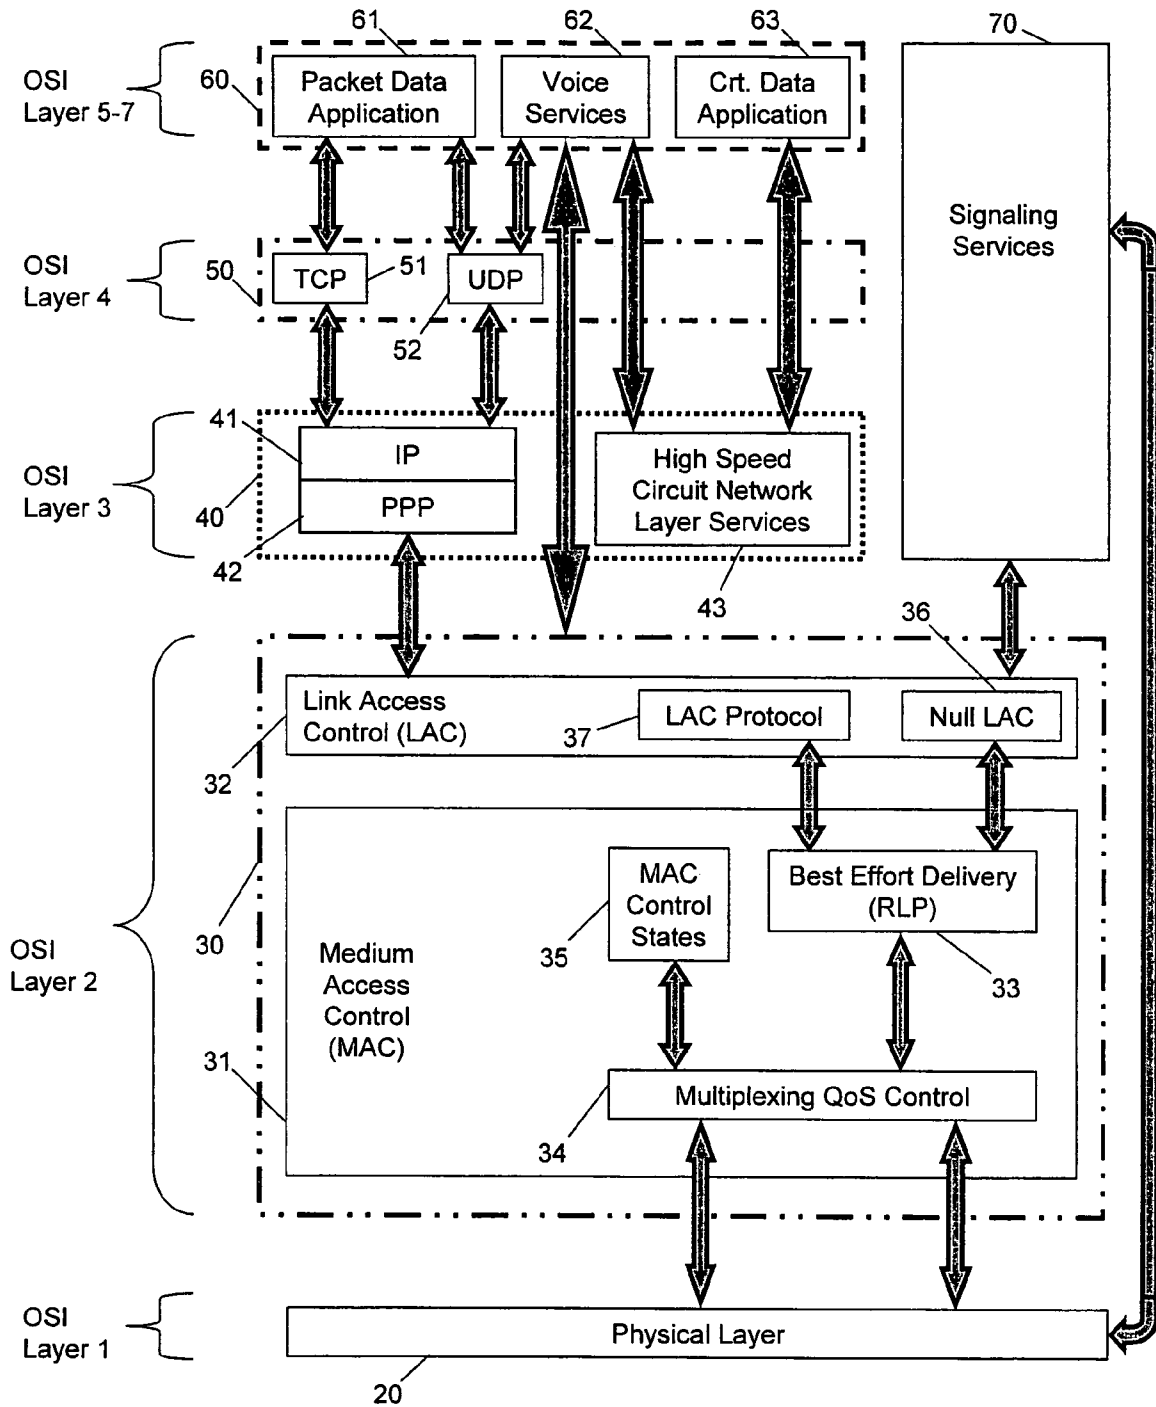 61
62
63
70
OSI
Layer 5-7
60
Packet Data
Application
Voice
Services
Crt. Data
Application
Signaling
Services
OSI
Layer 4
50
TCP
51
UDP
52
OSI
Layer 3
41
40
42
IP
PPP
High Speed
Circuit Network
Layer Services
43
36
OSI
Layer 2
32
Link Access
Control (LAC)
37
LAC Protocol
Null LAC
30
31
Medium
Access
Control
(MAC)
MAC
Control
States
35
Best Effort Delivery
(RLP)
33
Multiplexing QoS Control
34
OSI
Layer 1
Physical Layer
20